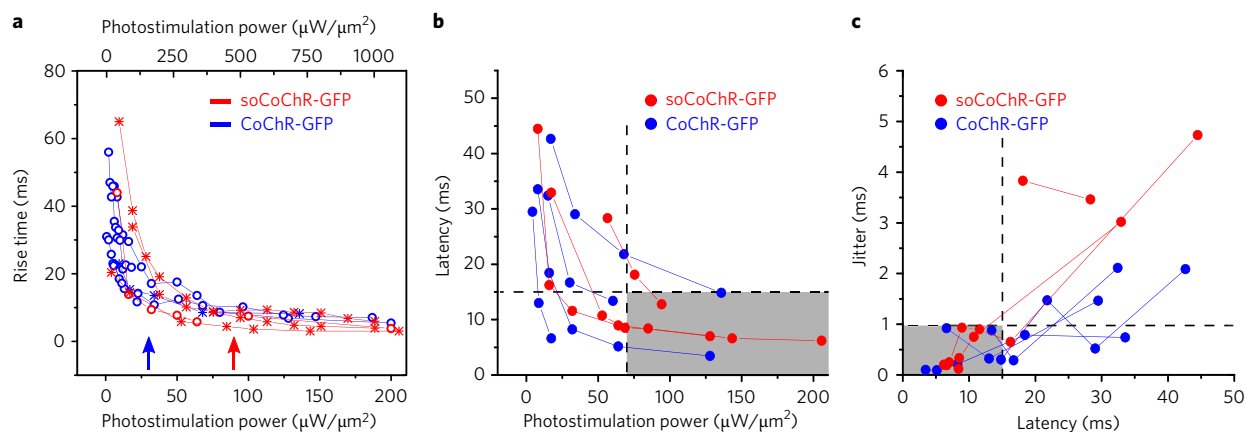 a
Photostimulation power (µW/µm²)
0 250 500 750 1000
80
60
40
20
0
Rise time (ms)
soCoChR-GFP
CoChR-GFP
0 50 100 150 200
Photostimulation power (µW/µm²)
b
50
40
30
20
10
0
Latency (ms)
soCoChR-GFP
CoChR-GFP
0 50 100 150 200
Photostimulation power (µW/µm²)
c
6
5
4
3
2
1
0
Jitter (ms)
soCoChR-GFP
CoChR-GFP
0 10 20 30 40 50
Latency (ms)